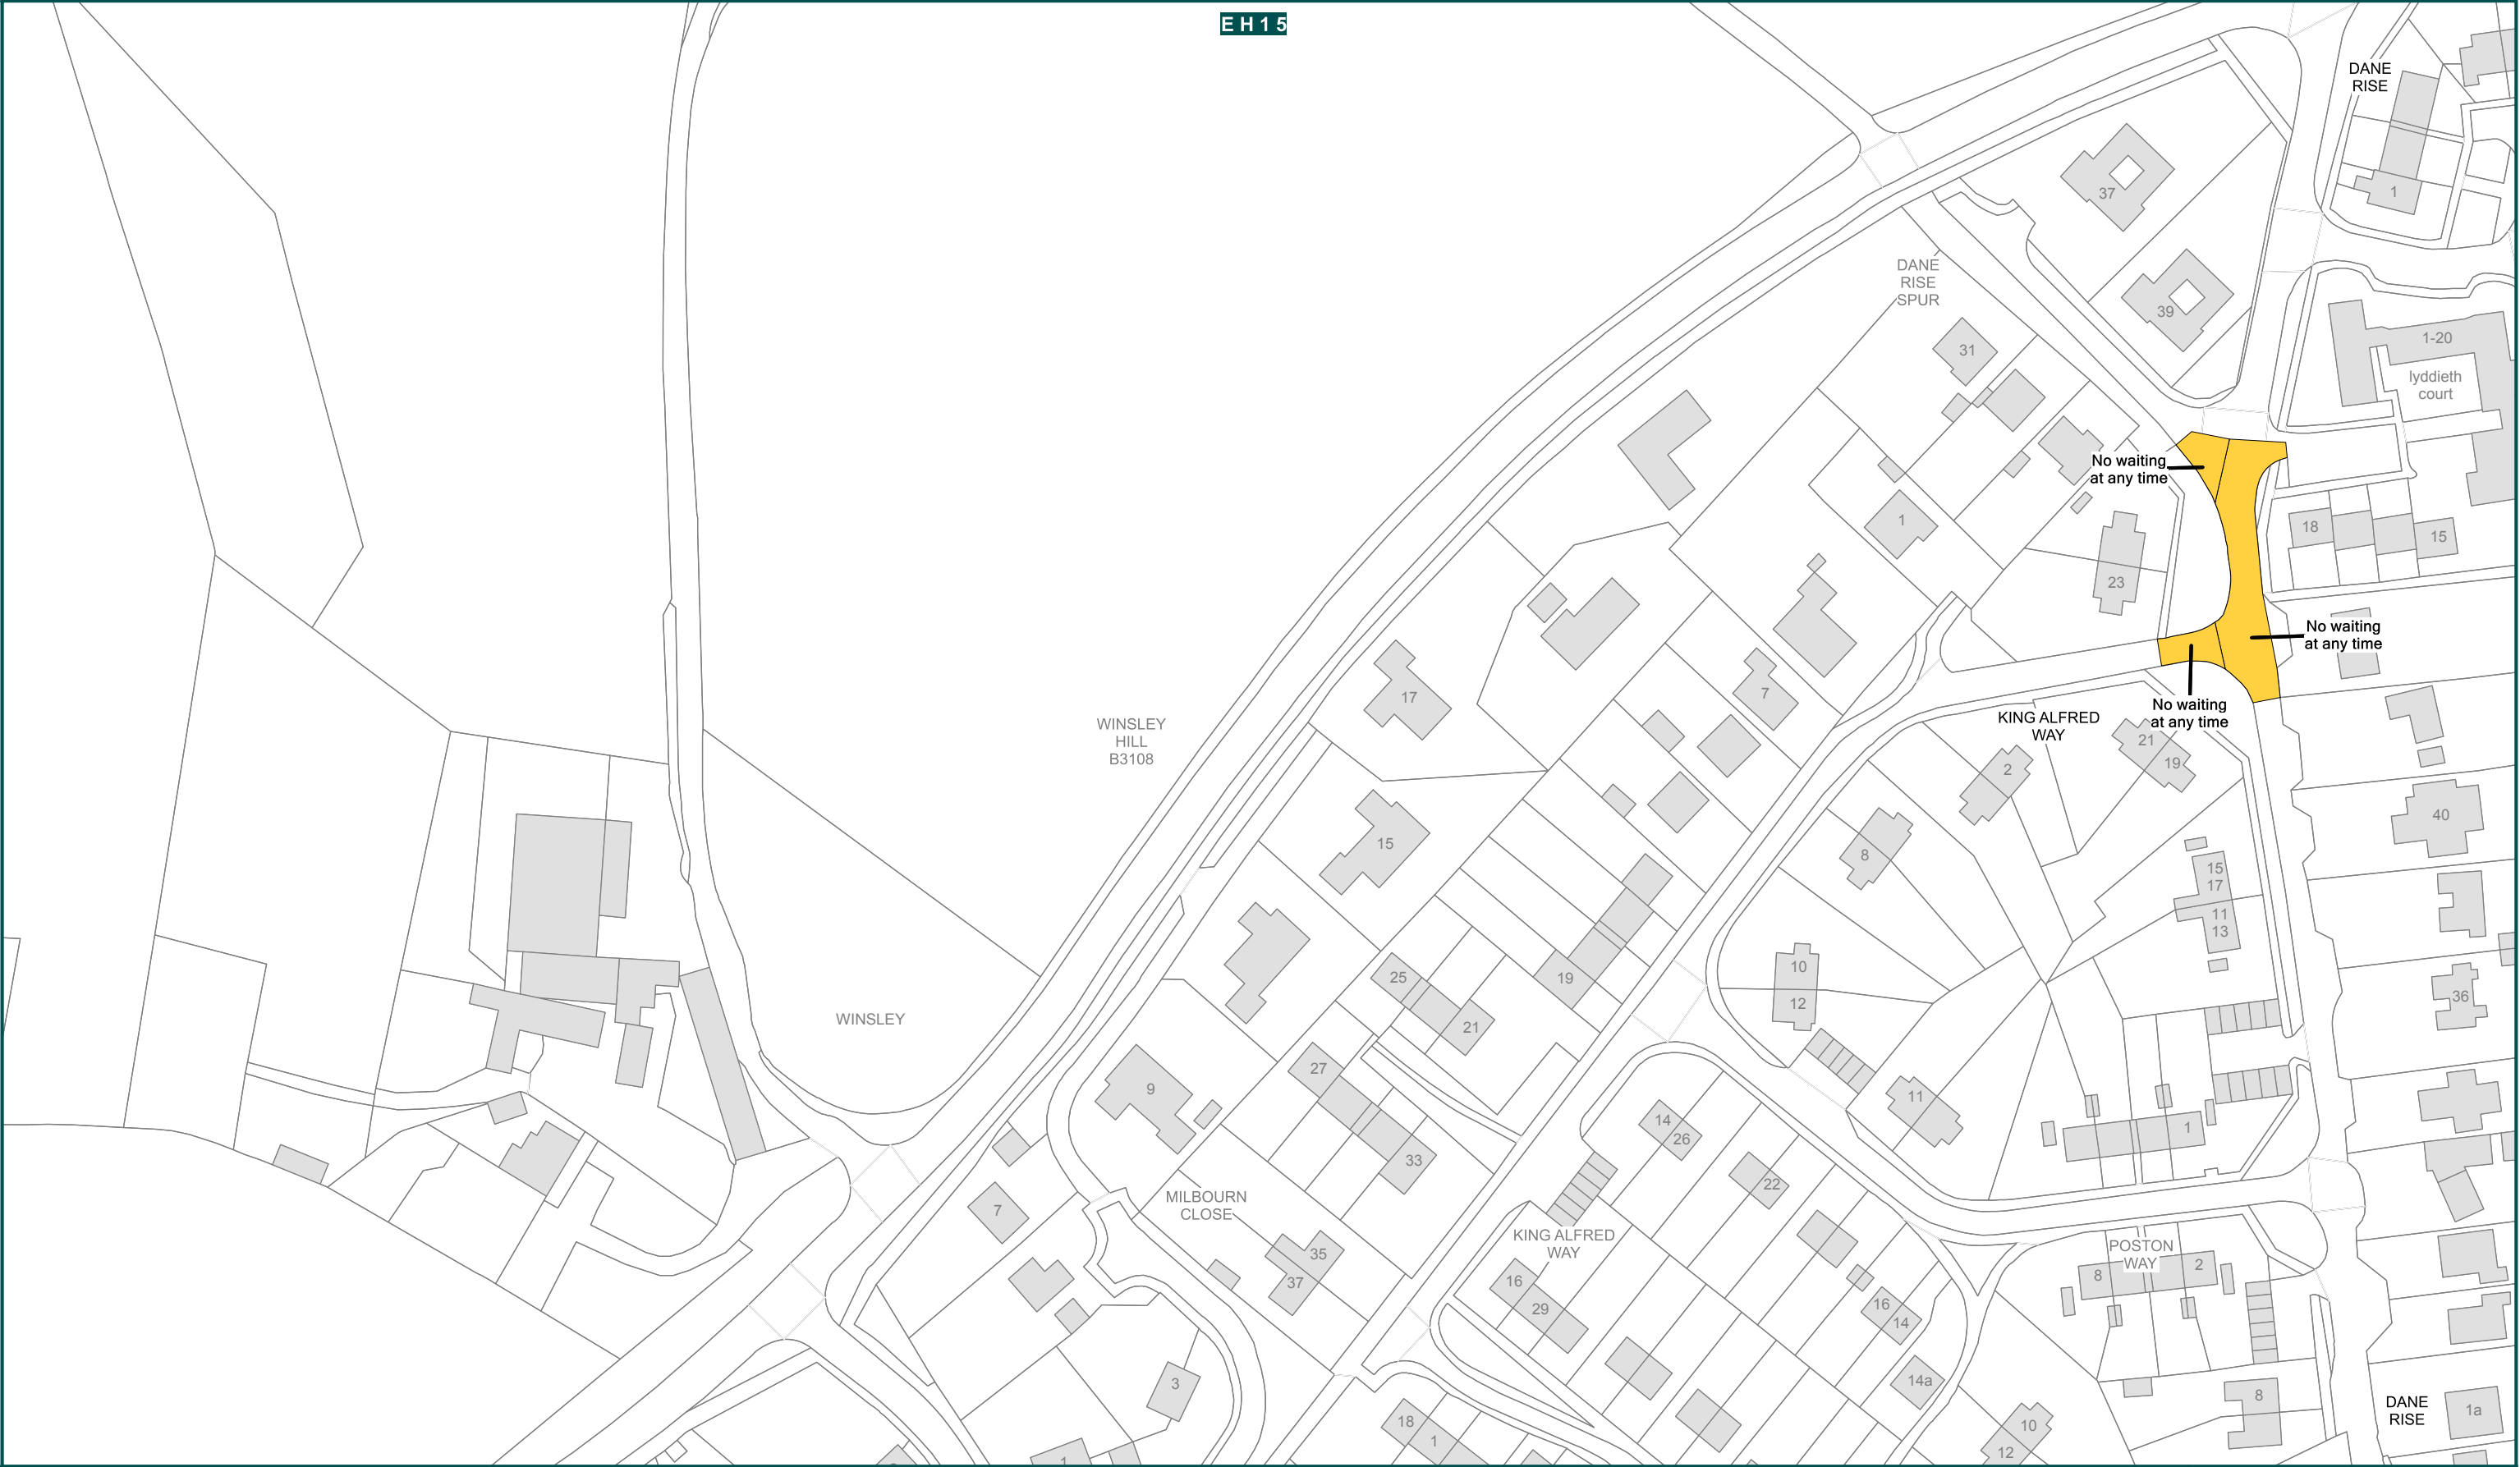 EH15
DANE
RISE
37
1
DANE
RISE
SPUR
39
1-20
lyddieth
court
31
No waiting
at any time
1
18
15
23
No waiting
at any time
17
7
No waiting
at any time
KING ALFRED
WAY
WINSLEY
HILL
B3108
21
19
2
40
15
8
15
17
11
13
10
12
25
19
36
WINSLEY
21
27
9
11
14
26
1
33
22
MILBOURN
CLOSE
7
KING ALFRED
WAY
35
37
POSTON
WAY
8
2
16
29
16
14
3
14a
8
DANE
RISE
1a
18
1
10
12
1